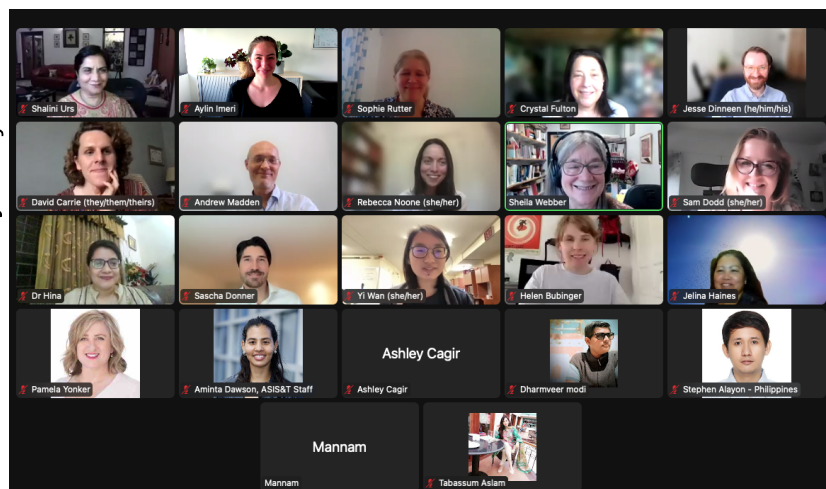 Shalini Urs
Aylin Imeri
Sophie Rutter
Crystal Fulton
Jesse Dinneen (he/him/his)
David Carrie (they/them/theirs)
Andrew Madden
Rebecca Noone (she/her)
Sheila Webber
Sam Dodd (she/her)
Dr Hina
Sascha Donner
Yi Wan (she/her)
Helen Bubinger
Jelina Haines
Pamela Yonker
Aminta Dawson, ASIS&T Staff
Ashley Cagir
Ashley Cagir
Dharmveer modi
Stephen Alayon - Philippines
Mannam
Mannam
Tabassum Aslam